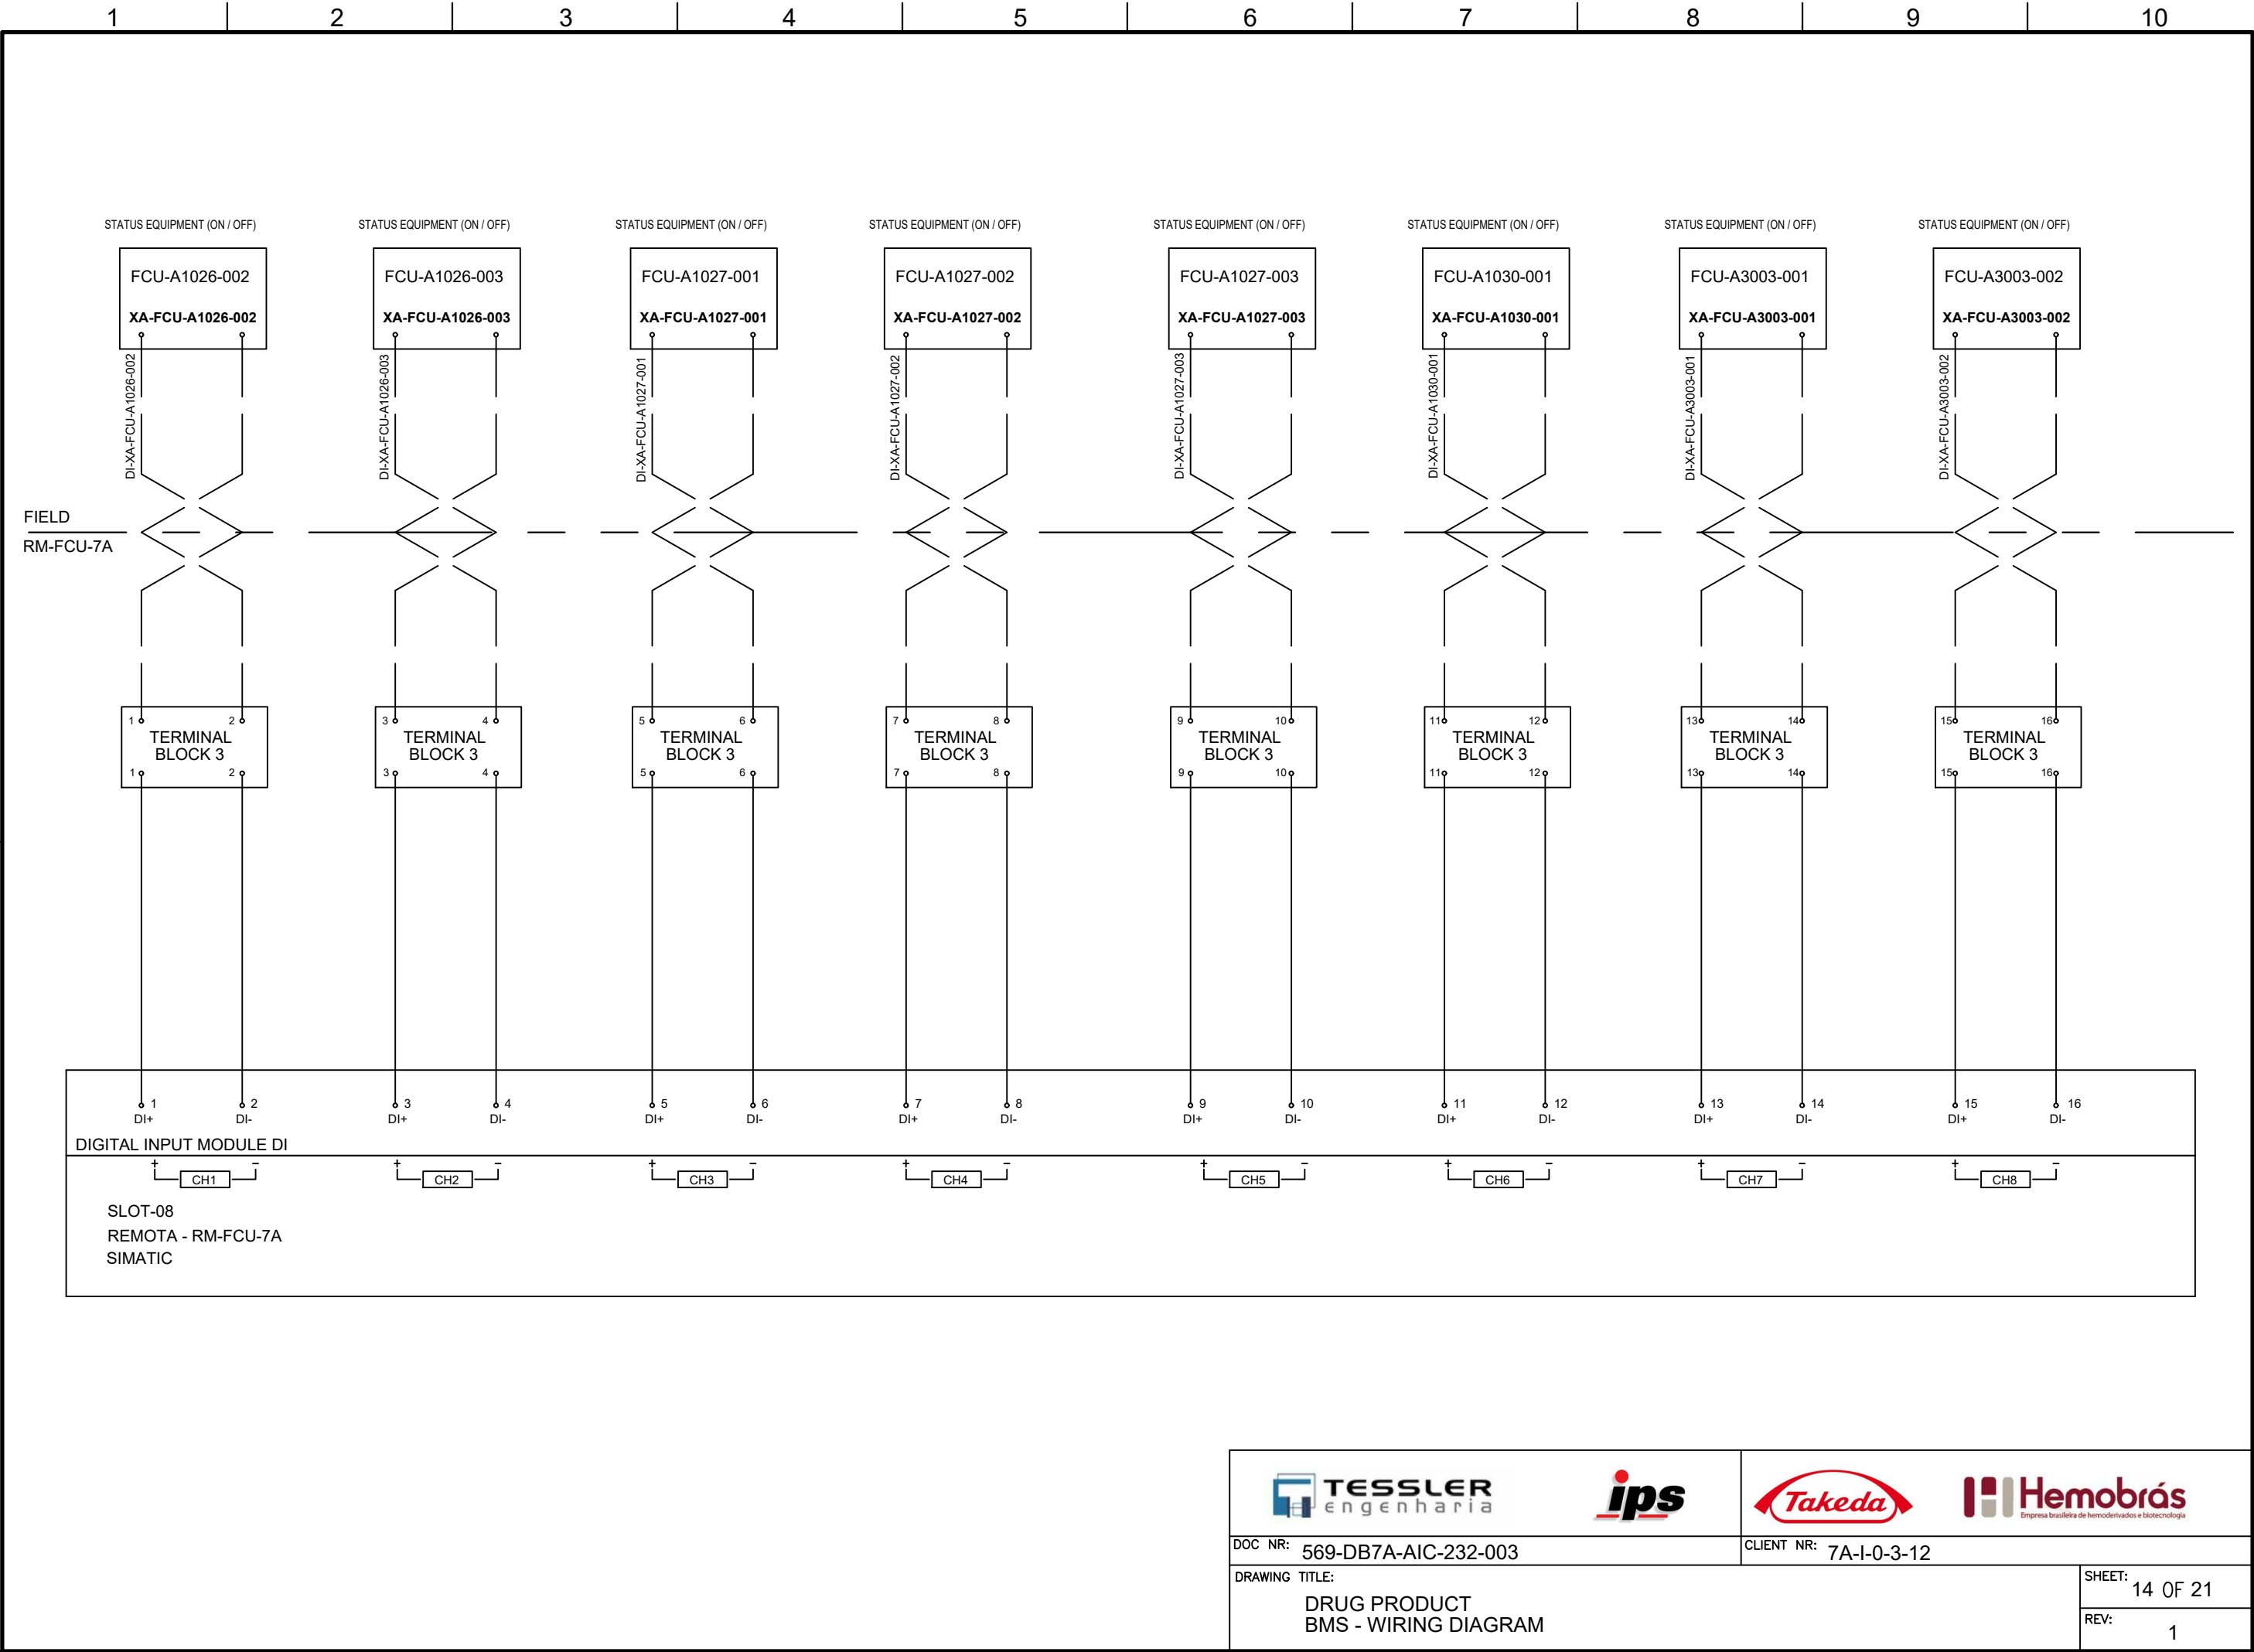 1 2 3 4 5 6 7 8 9 10
STATUS EQUIPMENT (ON / OFF) STATUS EQUIPMENT (ON / OFF) STATUS EQUIPMENT (ON / OFF) STATUS EQUIPMENT (ON / OFF) STATUS EQUIPMENT (ON / OFF) STATUS EQUIPMENT (ON / OFF) STATUS EQUIPMENT (ON / OFF) STATUS EQUIPMENT (ON / OFF)
FCU-A1026-002 FCU-A1026-003 FCU-A1027-001 FCU-A1027-002 FCU-A1027-003 FCU-A1030-001 FCU-A3003-001 FCU-A3003-002
XA-FCU-A1026-002 XA-FCU-A1026-003 XA-FCU-A1027-001 XA-FCU-A1027-002 XA-FCU-A1027-003 XA-FCU-A1030-001 XA-FCU-A3003-001 XA-FCU-A3003-002
DI-XA-FCU-A1026-002 DI-XA-FCU-A1026-003 DI-XA-FCU-A1027-001 DI-XA-FCU-A1027-002 DI-XA-FCU-A1027-003 DI-XA-FCU-A1030-001 DI-XA-FCU-A3003-001 DI-XA-FCU-A3003-002
FIELD
RM-FCU-7A
1 2 3 4 5 6 7 8 9 10 11 12 13 14 15 16
TERMINAL TERMINAL TERMINAL TERMINAL TERMINAL TERMINAL TERMINAL TERMINAL
BLOCK 3 BLOCK 3 BLOCK 3 BLOCK 3 BLOCK 3 BLOCK 3 BLOCK 3 BLOCK 3
1 2 3 4 5 6 7 8 9 10 11 12 13 14 15 16
1 2 3 4 5 6 7 8 9 10 11 12 13 14 15 16
DI+ DI- DI+ DI- DI+ DI- DI+ DI- DI+ DI- DI+ DI- DI+ DI- DI+ DI-
DIGITAL INPUT MODULE DI
+ - + - + - + - + - + - + - + -
CH1 CH2 CH3 CH4 CH5 CH6 CH7 CH8
SLOT-08
REMOTA - RM-FCU-7A
SIMATIC
TESSLER
engenharia
ips
Takeda
Hemobrás
Empresa brasileira de hemoderivados e biotecnologia
DOC NR: 569-DB7A-AIC-232-003
CLIENT NR: 7A-I-0-3-12
DRAWING TITLE:
DRUG PRODUCT
BMS - WIRING DIAGRAM
SHEET: 14 OF 21
REV: 1